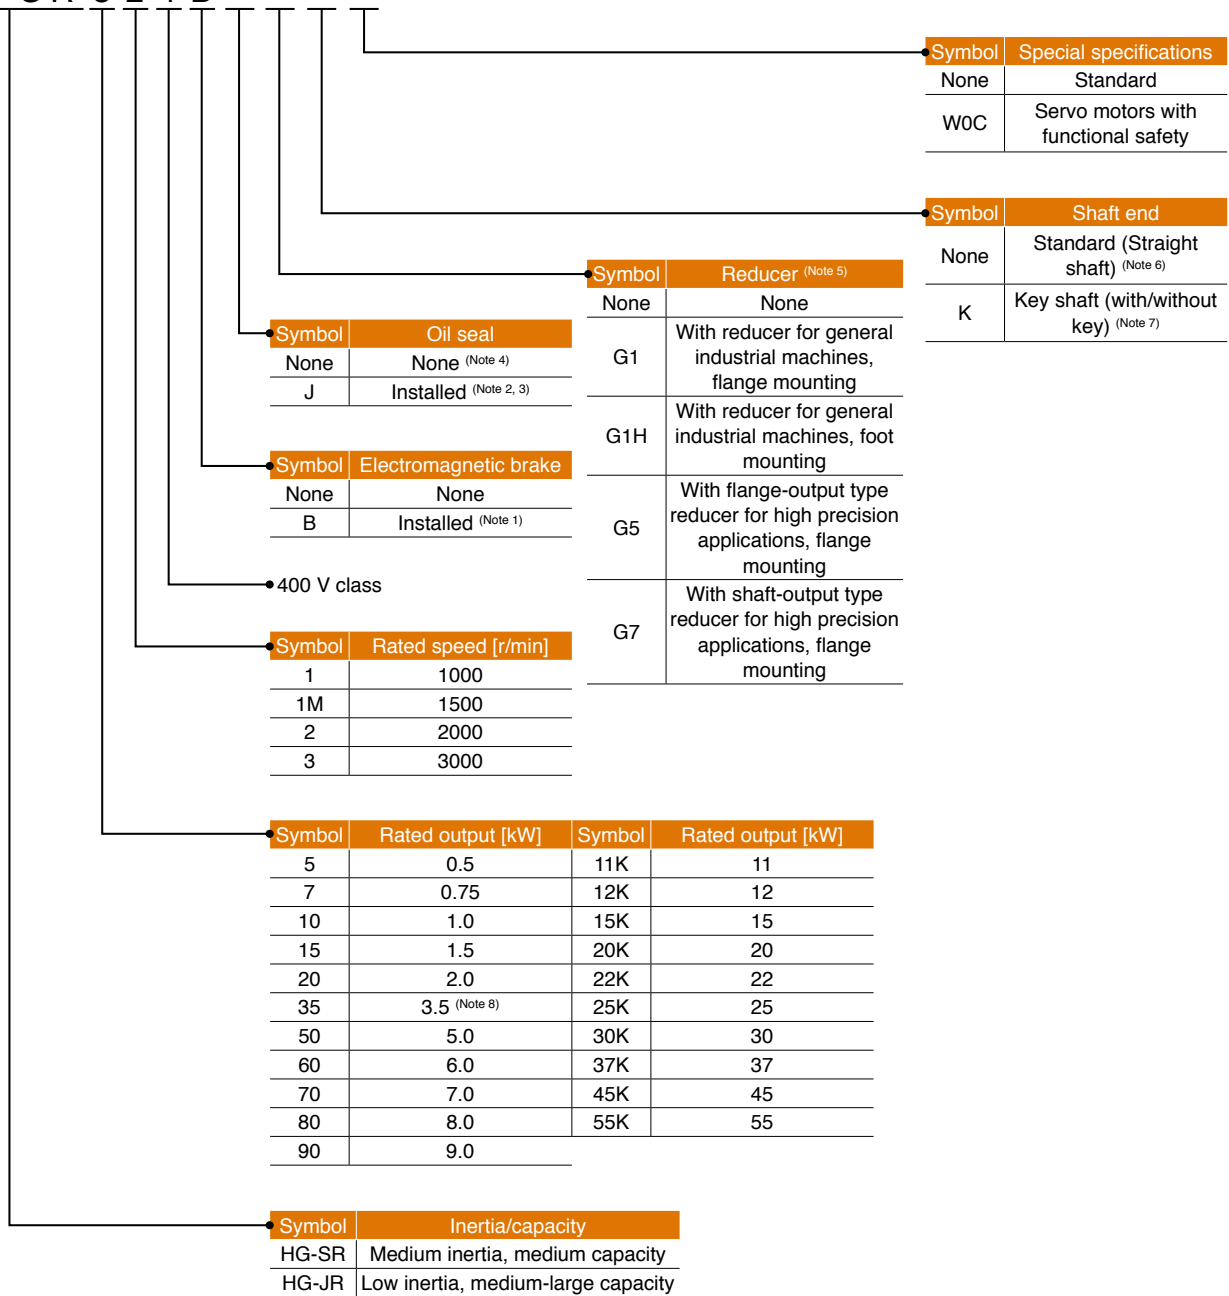 Symbol Special specifications
None Standard
W0C Servo motors with
functional safety
Symbol Shaft end
None Standard (Straight
shaft) (Note 6)
K Key shaft (with/without
key) (Note 7)
Symbol Reducer (Note 5)
None None
G1 With reducer for general
industrial machines,
flange mounting
G1H With reducer for general
industrial machines, foot
mounting
G5 With flange-output type
reducer for high precision
applications, flange
mounting
G7 With shaft-output type
reducer for high precision
applications, flange
mounting
Symbol Oil seal
None None (Note 4)
J Installed (Note 2, 3)
Symbol Electromagnetic brake
None None
B Installed (Note 1)
400 V class
Symbol Rated speed [r/min]
1 1000
1M 1500
2 2000
3 3000
Symbol Rated output [kW] Symbol Rated output [kW]
5 0.5 11K 11
7 0.75 12K 12
10 1.0 15K 15
15 1.5 20K 20
20 2.0 22K 22
35 3.5 (Note 8) 25K 25
50 5.0 30K 30
60 6.0 37K 37
70 7.0 45K 45
80 8.0 55K 55
90 9.0
Symbol Inertia/capacity
HG-SR Medium inertia, medium capacity
HG-JR Low inertia, medium-large capacity